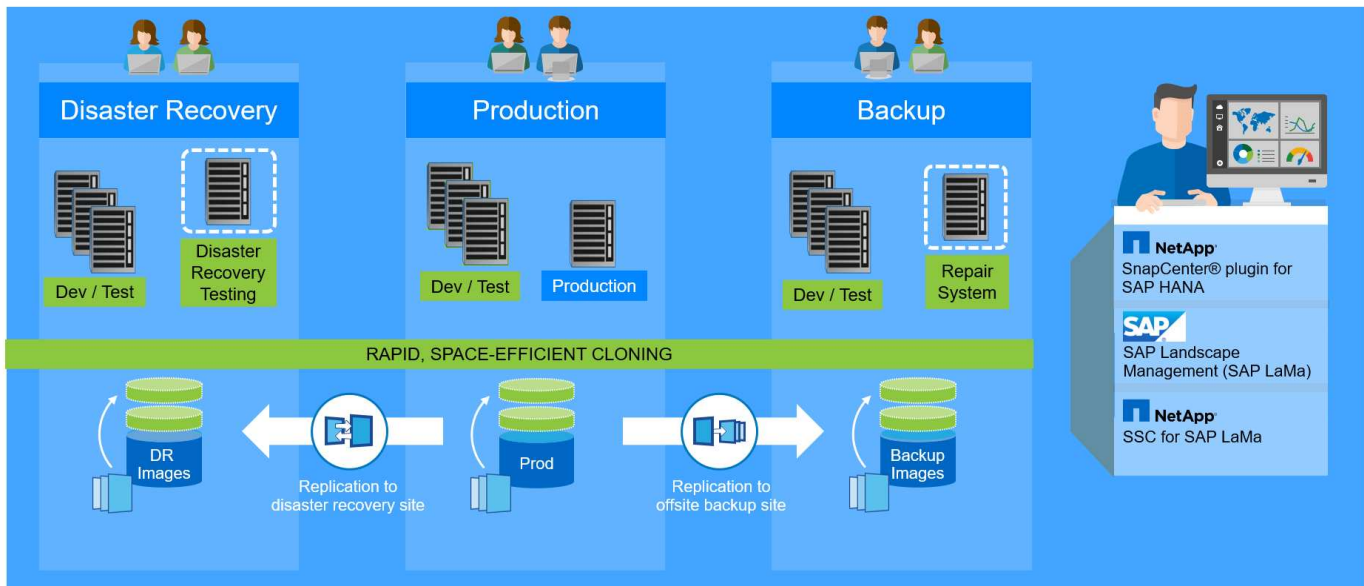 Disaster Recovery
Dev / Test
Disaster
Recovery
Testing
Production
Dev / Test
Production
Backup
Dev / Test
Repair
System
RAPID, SPACE-EFFICIENT CLONING
DR
Images
Replication to
disaster recovery site
Prod
Replication to
offsite backup site
Backup
Images
NetApp
SnapCenter® plugin for
SAP HANA
SAP
SAP Landscape
Management (SAP LaMa)
NetApp
SSC for SAP LaMa